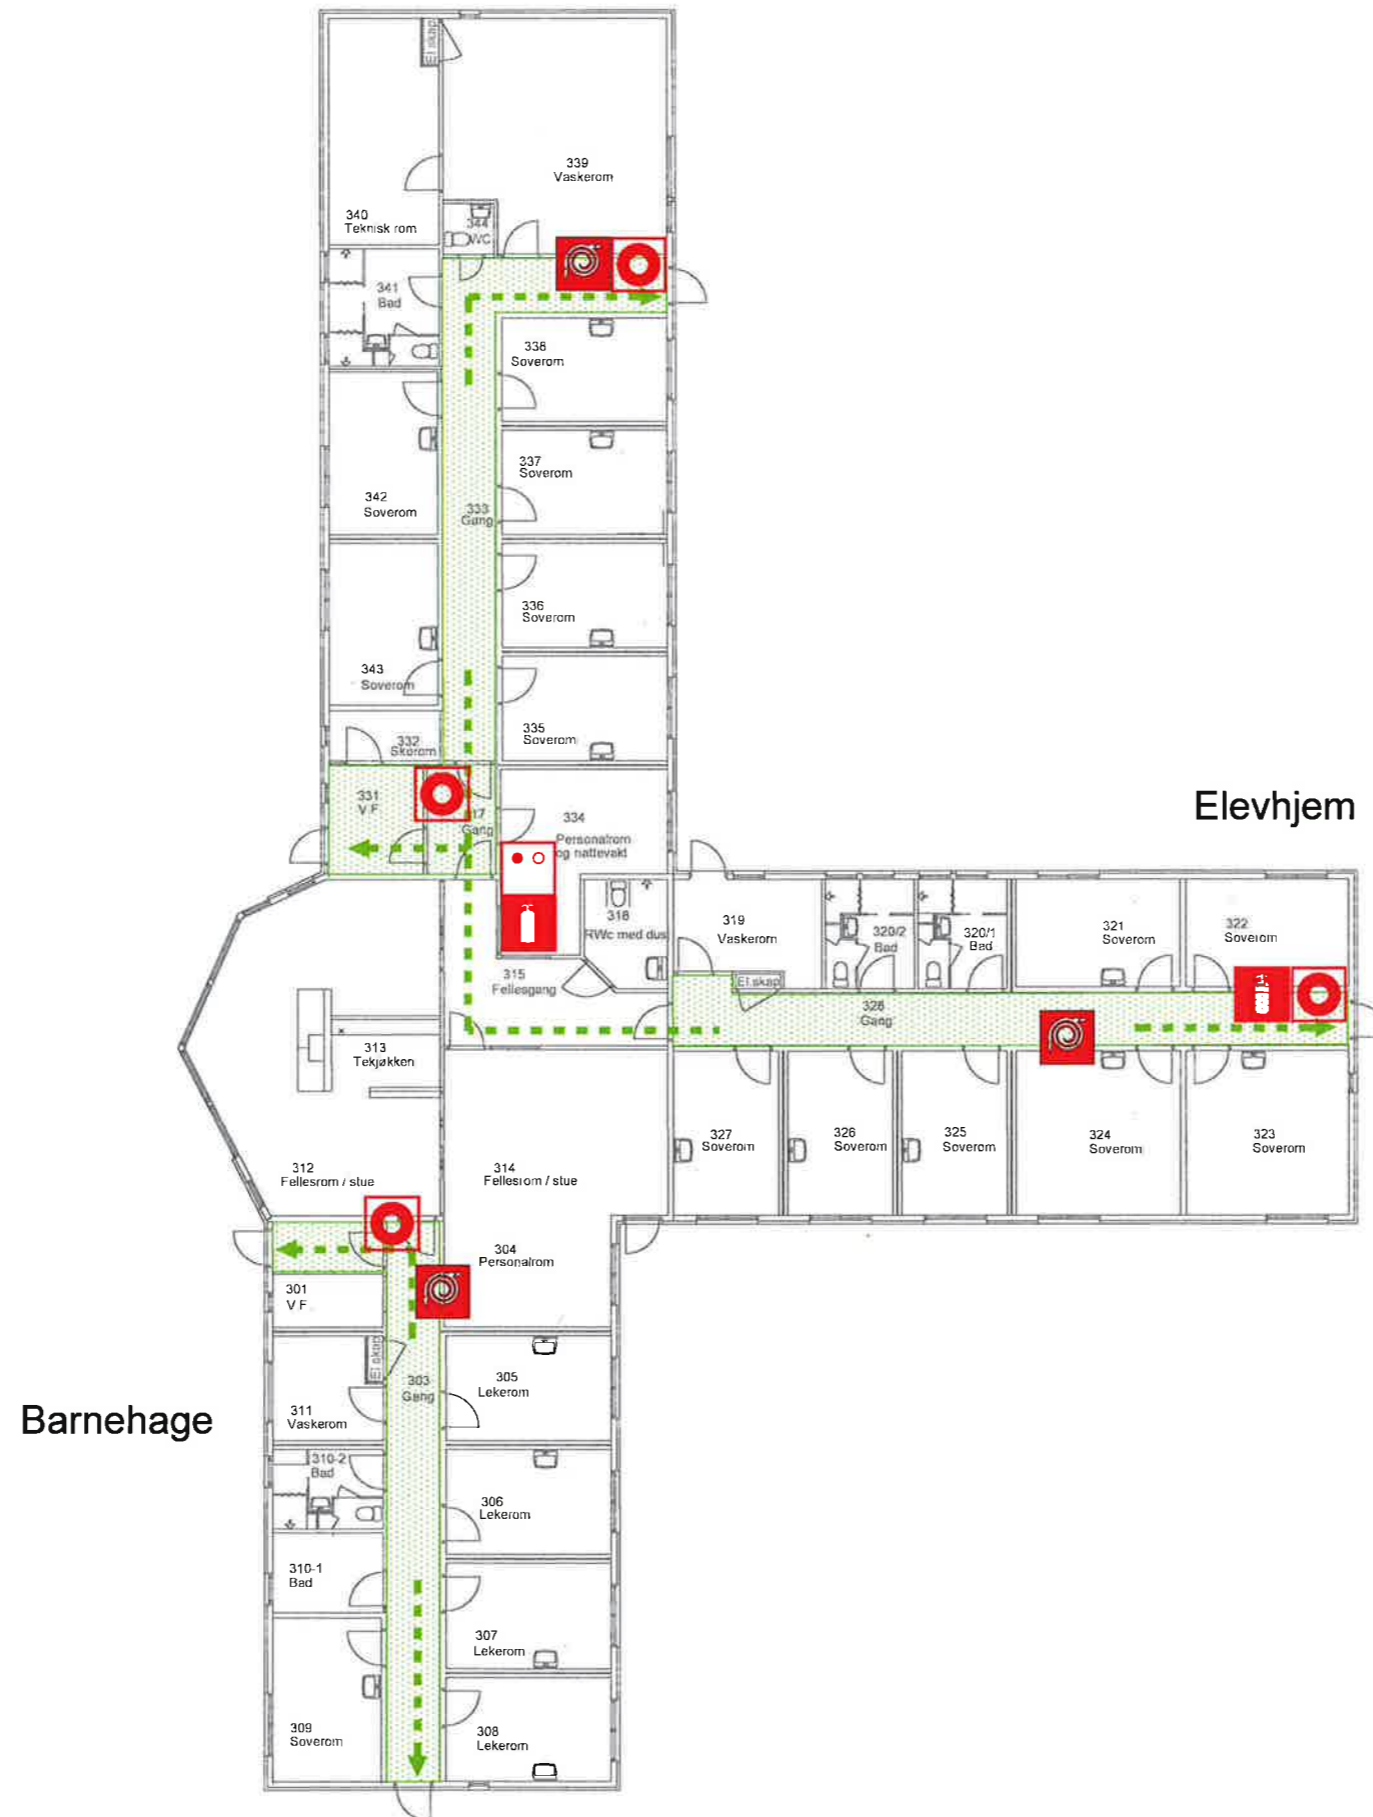 El skap
339
Vaskerom
340
Teknisk rom
344
WC
341
Bad
338
Soverom
337
Soverom
342
Soverom
333
Gang
336
Soverom
343
Soverom
335
Soverom
332
Skorom
331
V.F
17
Gang
334
Personalrom
og nattevakt
Elevhjem
318
RWc med dus
319
Vaskerom
320/2
Bad
320/1
Bad
321
Soverom
322
Soverom
315
Fellesgang
El.skap
328
Gang
313
Tekjøkken
327
Soverom
326
Soverom
325
Soverom
324
Soverom
323
Soverom
312
Fellesrom / stue
314
Fellesrom / stue
304
Personalrom
301
V.F
El skap
303
Gang
305
Lekerom
Barnehage
311
Vaskerom
310-2
Bad
306
Lekerom
310-1
Bad
307
Lekerom
309
Soverom
308
Lekerom